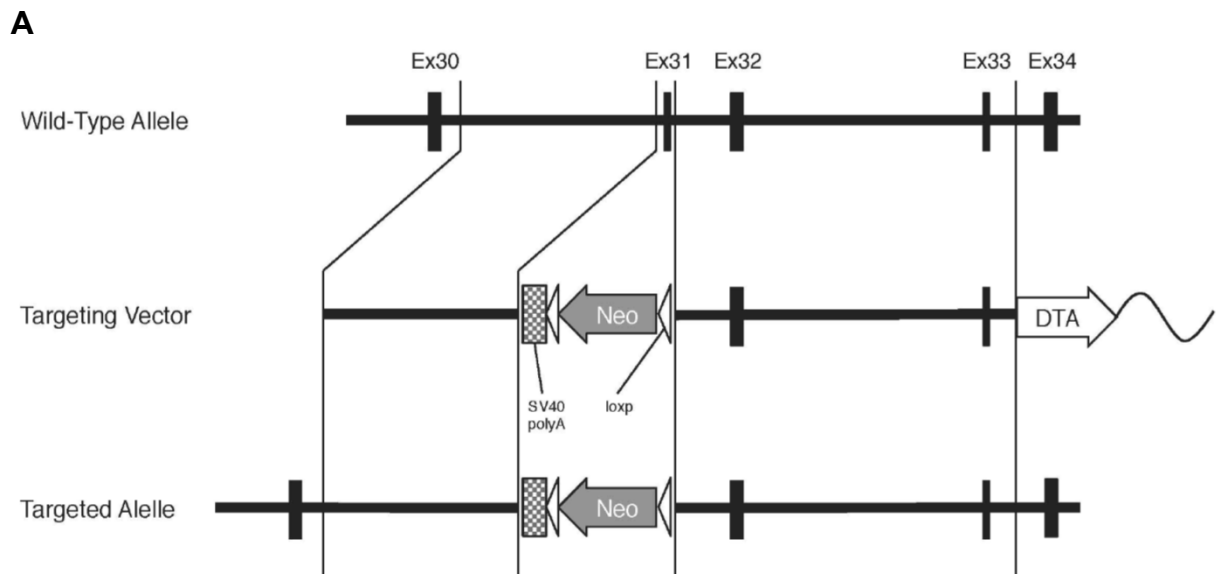 A
Ex30 Ex31 Ex32 Ex33 Ex34
Wild-Type Allele
Targeting Vector
Neo
DTA
SV40
polyA
loxp
Targeted Alelle
Neo